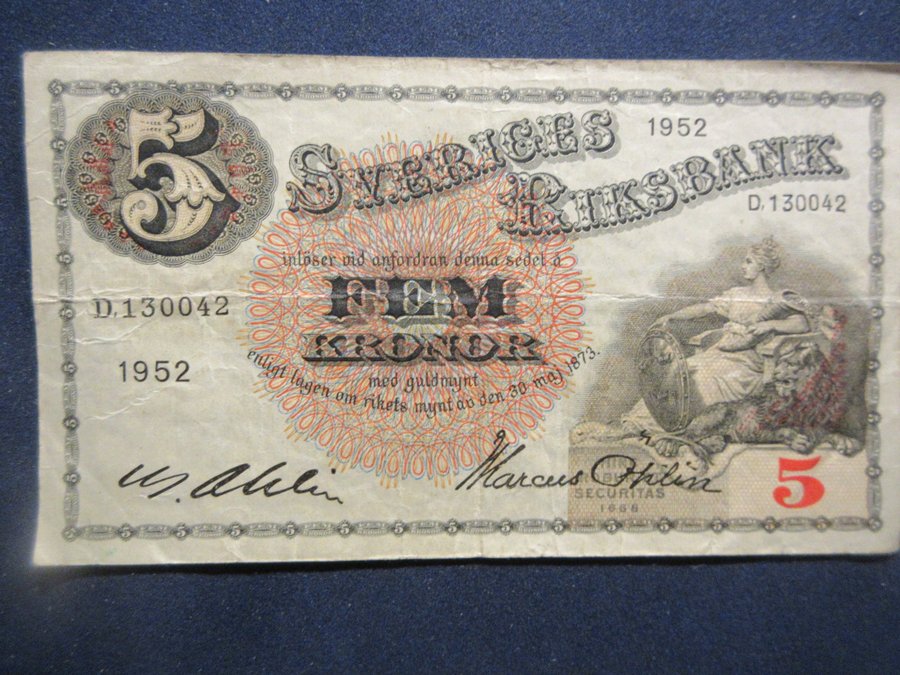 5
SVERIGES
1952
RIKSBANK
D, 130042
inlöser vid anfordran denna sedel å
FEM
D, 130042
KRONOR
enligt lagen om rikets mynt av den 30 maj 1873.
med guldmynt
1952
Marcus
SECURITAS
1668
5